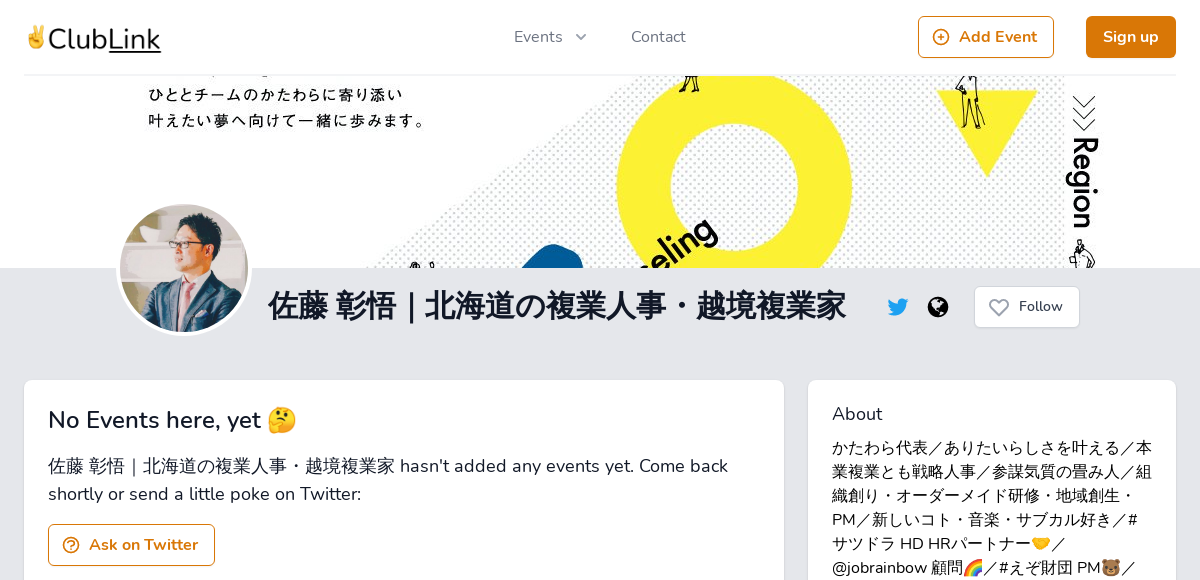 ✌️ClubLink
Events
Contact
Add Event
Sign up
ひととチームのかたわらに寄り添い
叶えたい夢へ向けて一緒に歩みます。
Region
seling
佐藤 彰悟｜北海道の複業人事・越境複業家
Follow
No Events here, yet 🤔
佐藤 彰悟｜北海道の複業人事・越境複業家 hasn't added any events yet. Come back
shortly or send a little poke on Twitter:
Ask on Twitter
About
かたわら代表／ありたいらしさを叶える／本
業複業とも戦略人事／参謀気質の畳み人／組
織創り・オーダーメイド研修・地域創生・
PM／新しいコト・音楽・サブカル好き／#
サツドラ HD HRパートナー🤝／
@jobrainbow 顧問🌈／#えぞ財団 PM🐻／